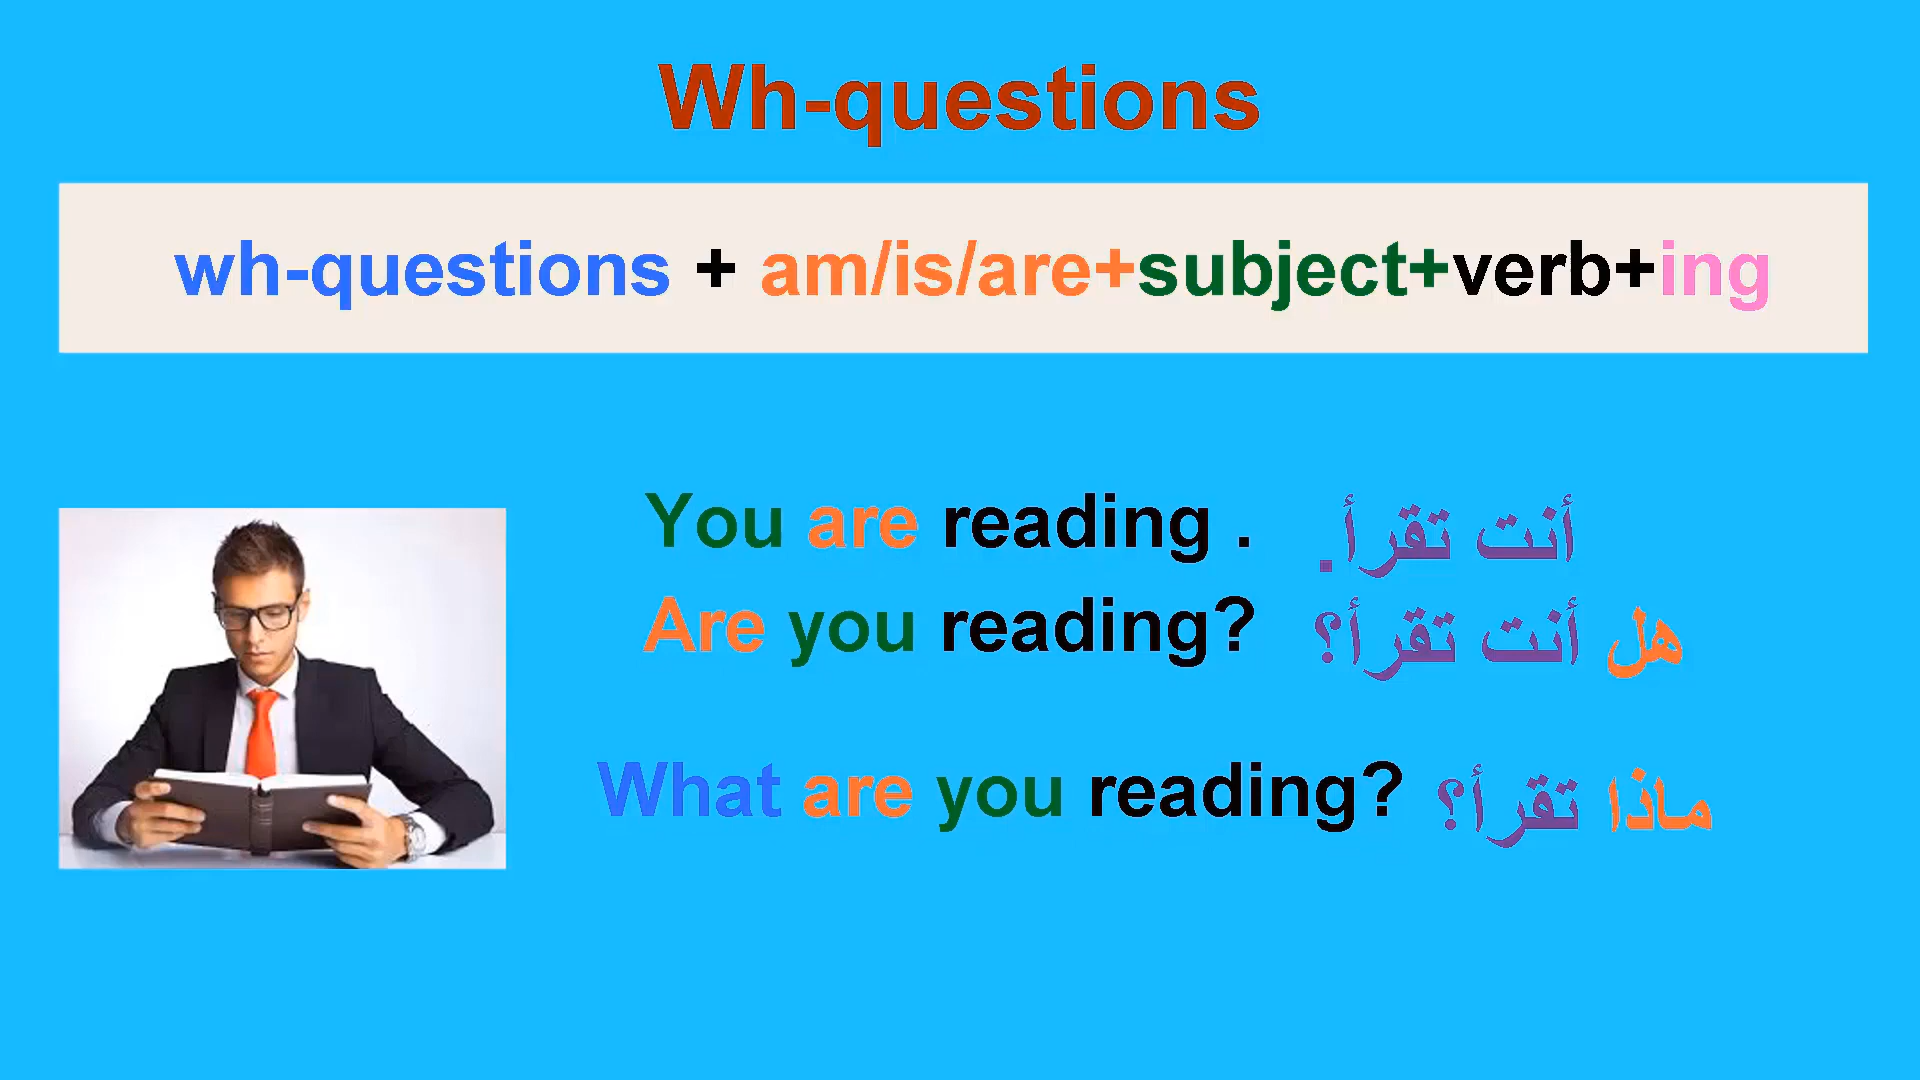 Wh-questions
wh-questions + am/is/are+subject+verb+ing
You are reading . أنت تقرأ.
Are you reading? هل أنت تقرأ؟
What are you reading? ماذا تقرأ؟